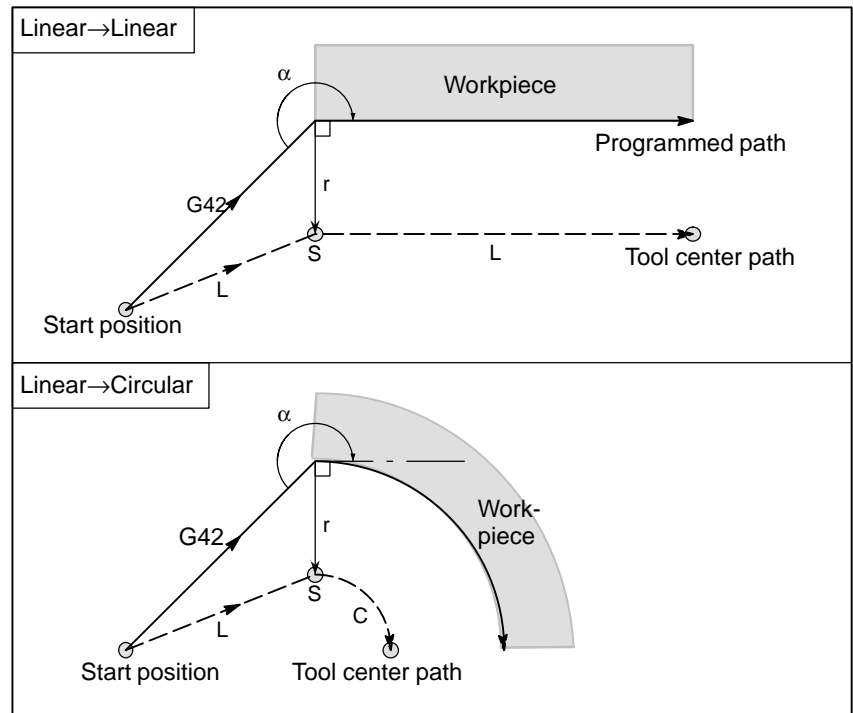 Linear→Linear
α
Workpiece
Programmed path
G42
r
S
L
L
Tool center path
Start position
Linear→Circular
α
Work-
piece
G42
r
S
C
L
Start position
Tool center path